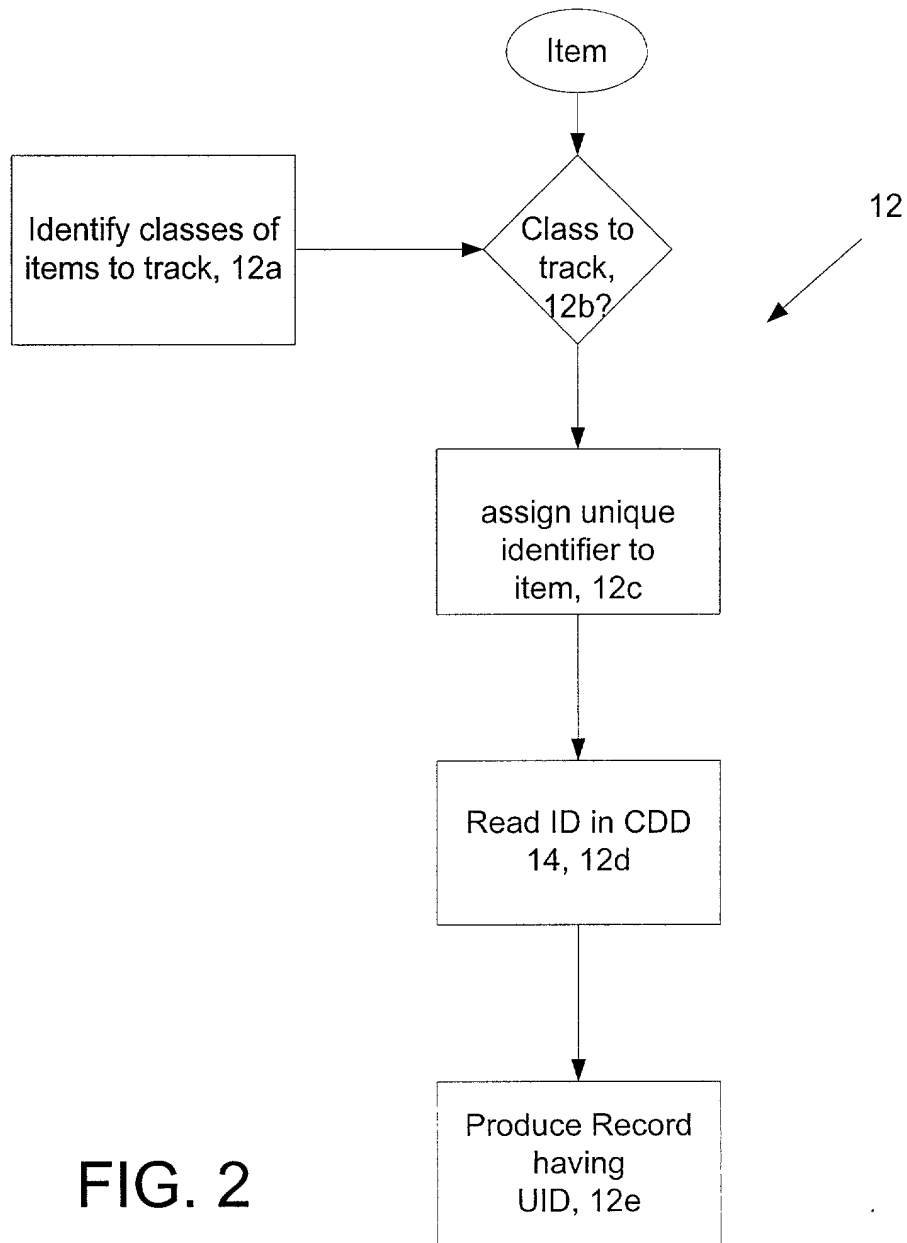 Item
Identify classes of
items to track, 12a
Class to
track,
12b?
12
assign unique
identifier to
item, 12c
Read ID in CDD
14, 12d
Produce Record
having
UID, 12e
FIG. 2